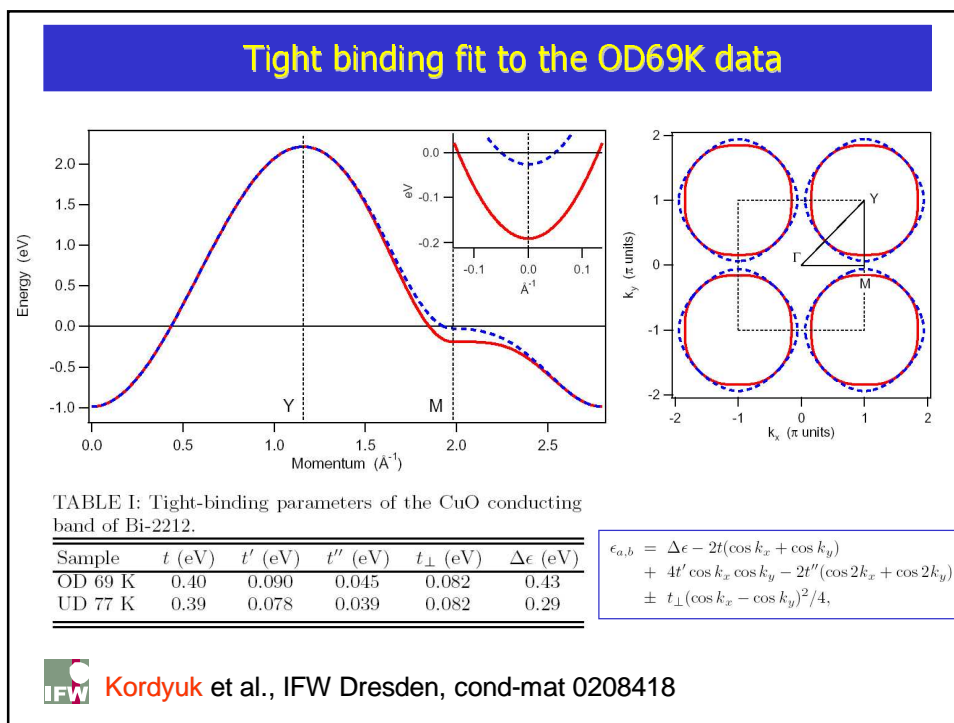 Tight binding fit to the OD69K data
Energy (eV)
2.0
1.5
1.0
0.5
0.0
-0.5
-1.0
Y
M
0.0 0.5 1.0 1.5 2.0 2.5
Momentum (Å⁻¹)
eV
0.0
-0.1
-0.2
-0.1 0.0 0.1
Å⁻¹
k_y (π units)
2
1
0
-1
-2
Y
Γ
M
-2 -1 0 1 2
k_x (π units)
TABLE I: Tight-binding parameters of the CuO conducting
band of Bi-2212.
Sample t (eV) t′ (eV) t″ (eV) t⊥ (eV) Δϵ (eV)
OD 69 K 0.40 0.090 0.045 0.082 0.43
UD 77 K 0.39 0.078 0.039 0.082 0.29
ϵ_{a,b} = Δϵ − 2t(cos k_x + cos k_y)
+ 4t′ cos k_x cos k_y − 2t″(cos 2k_x + cos 2k_y)
± t⊥(cos k_x − cos k_y)²/4,
IFW
Kordyuk et al., IFW Dresden, cond-mat 0208418